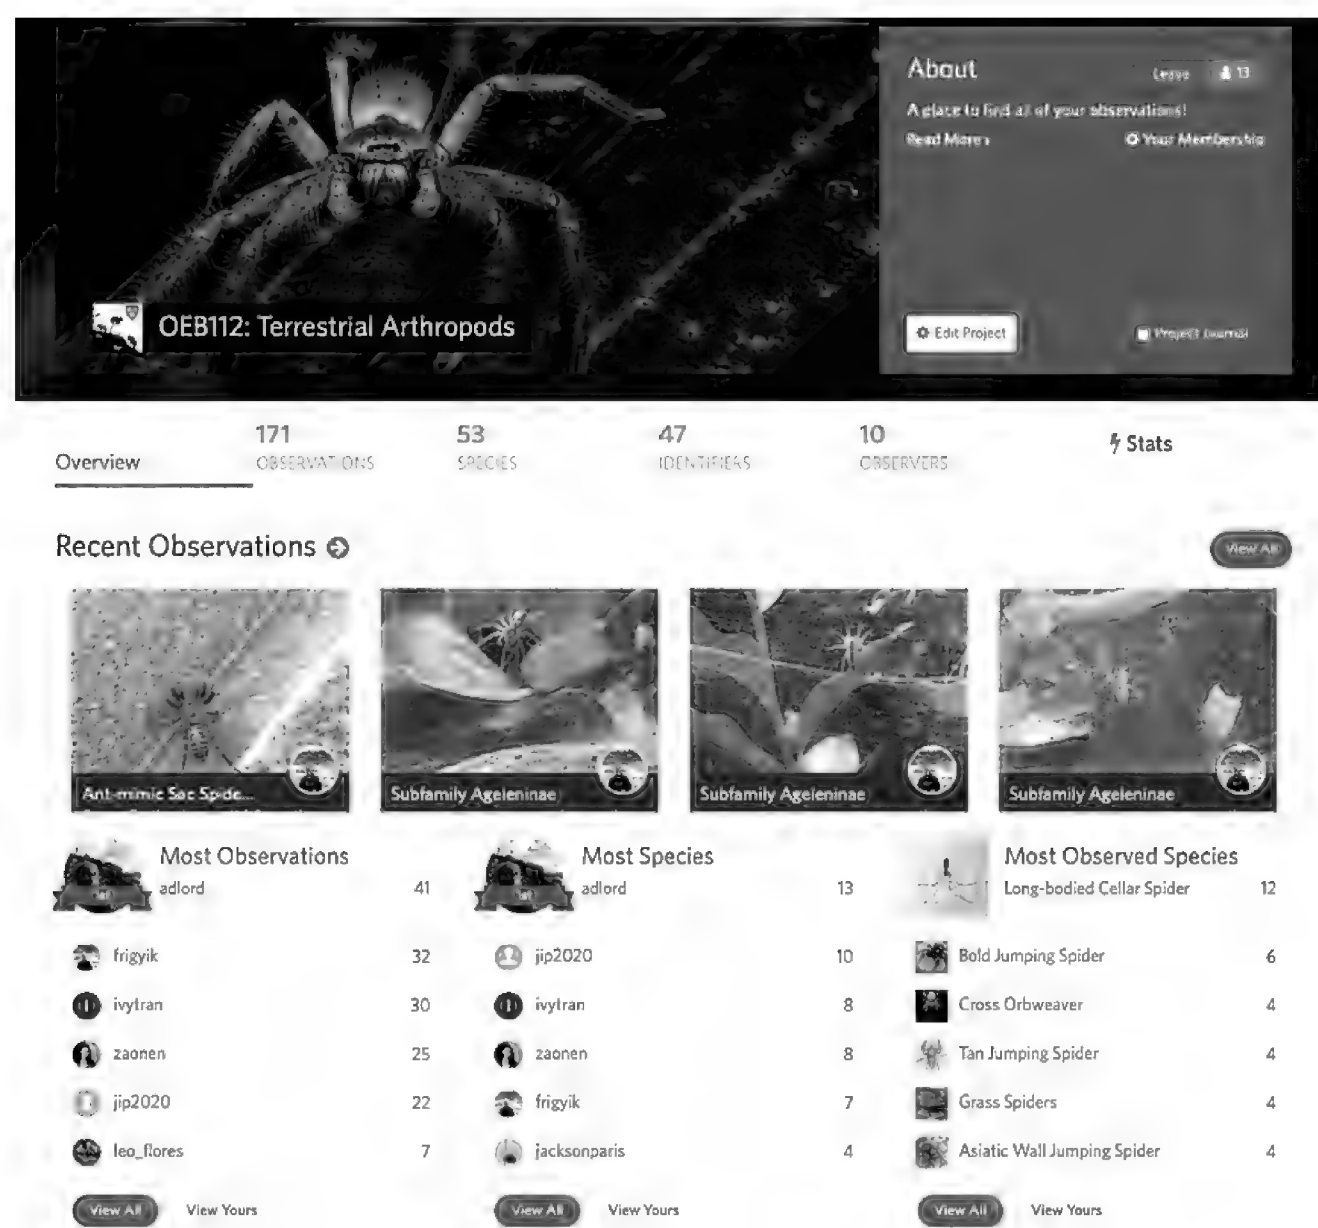 About
Leave 13
A place to find all of your observations!
Read More ›
Your Membership
OEB112: Terrestrial Arthropods
Edit Project
Project Journal
Overview
171
OBSERVATIONS
53
SPECIES
47
IDENTIFIERS
10
OBSERVERS
Stats
Recent Observations
View All
Ant-mimic Sac Spide...
Subfamily Ageleninae
Subfamily Ageleninae
Subfamily Ageleninae
Most Observations
adlord 41
frigyik 32
ivytran 30
zaonen 25
jip2020 22
leo_flores 7
View All View Yours
Most Species
adlord 13
jip2020 10
ivytran 8
zaonen 8
frigyik 7
jacksonparis 4
View All View Yours
Most Observed Species
Long-bodied Cellar Spider 12
Bold Jumping Spider 6
Cross Orbweaver 4
Tan Jumping Spider 4
Grass Spiders 4
Asiatic Wall Jumping Spider 4
View All View Yours